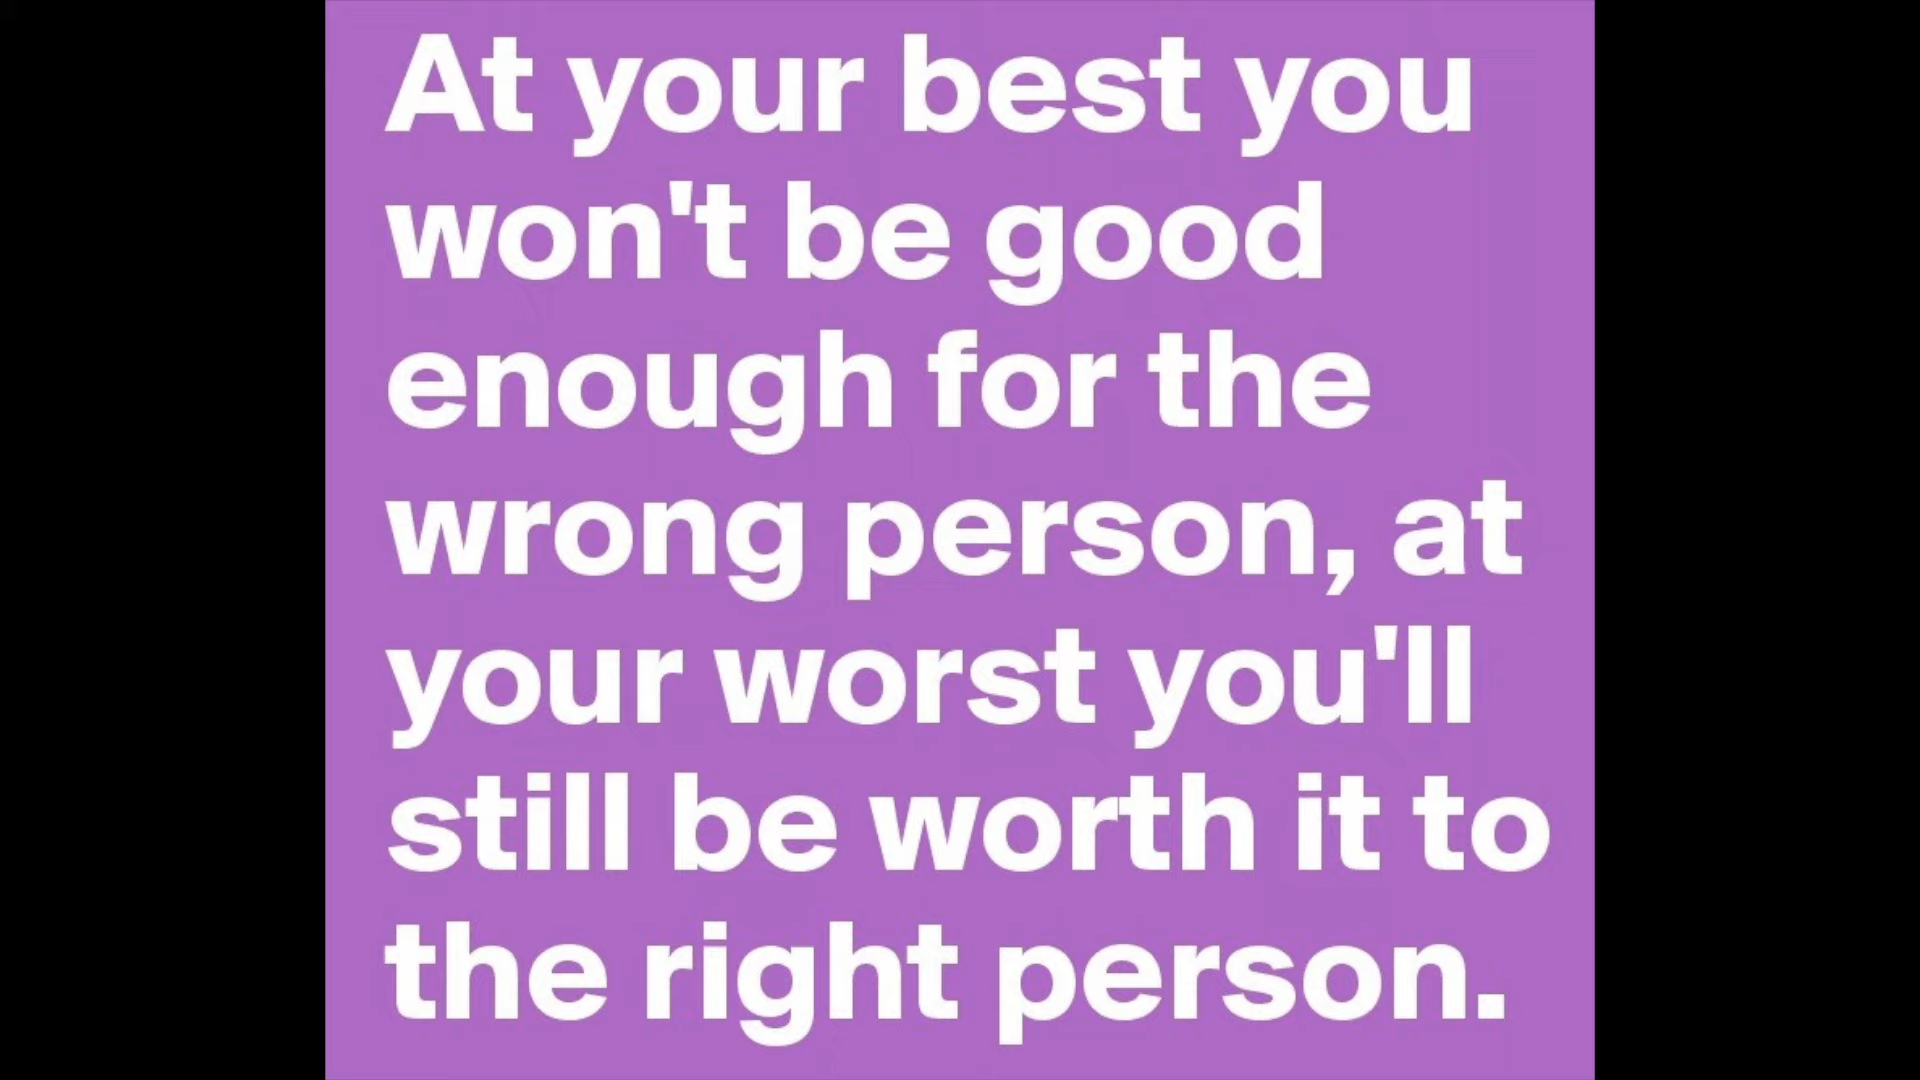 At your best you
won't be good
enough for the
wrong person, at
your worst you'll
still be worth it to
the right person.